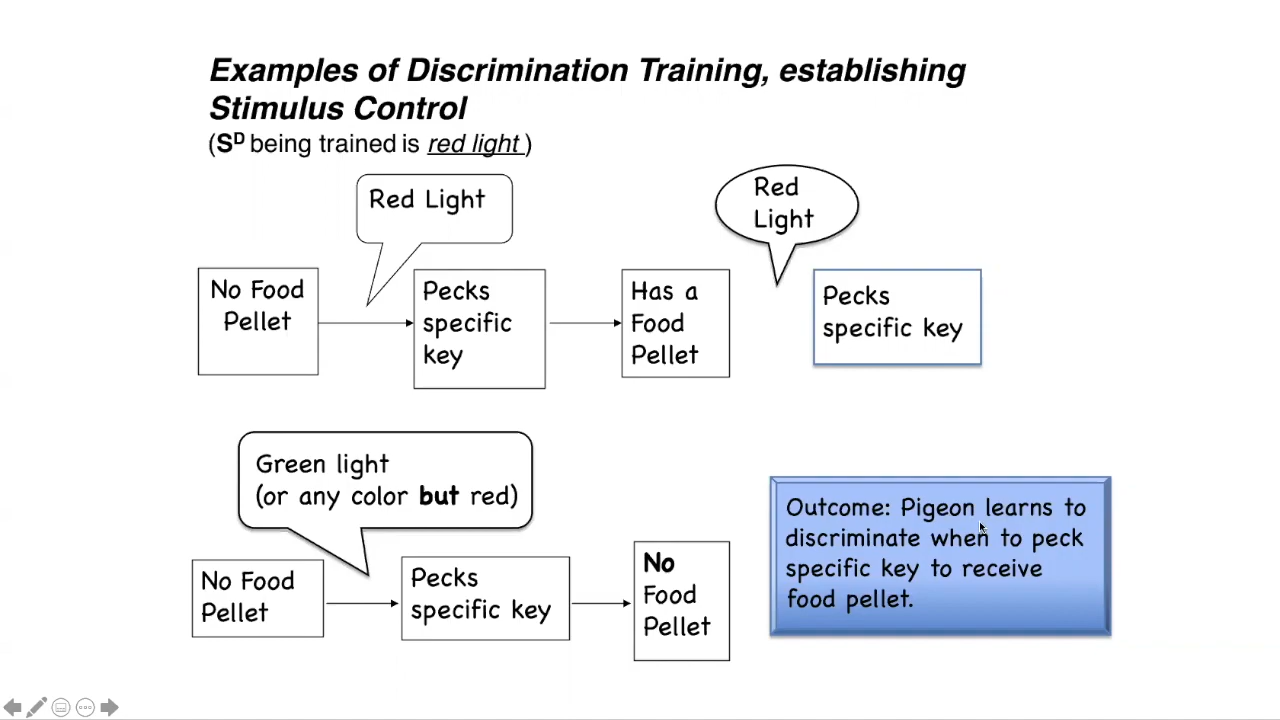 Examples of Discrimination Training, establishing
Stimulus Control
(Sᴰ being trained is red light )
Red Light
Red
Light
No Food
Pellet
Pecks
specific
key
Has a
Food
Pellet
Pecks
specific key
Green light
(or any color but red)
No Food
Pellet
Pecks
specific key
No
Food
Pellet
Outcome: Pigeon learns to
discriminate when to peck
specific key to receive
food pellet.